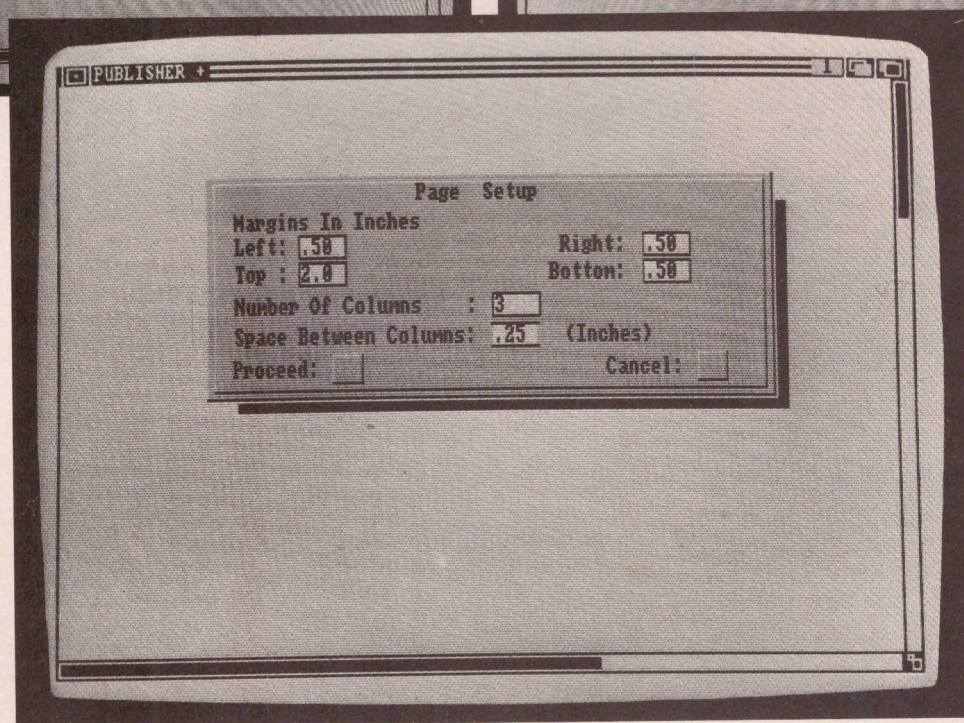 PUBLISHER + 1
Page Setup
Margins In Inches
Left: .50 Right: .50
Top : 2.0 Bottom: .50
Number Of Columns : 3
Space Between Columns: .25 (Inches)
Proceed: Cancel: